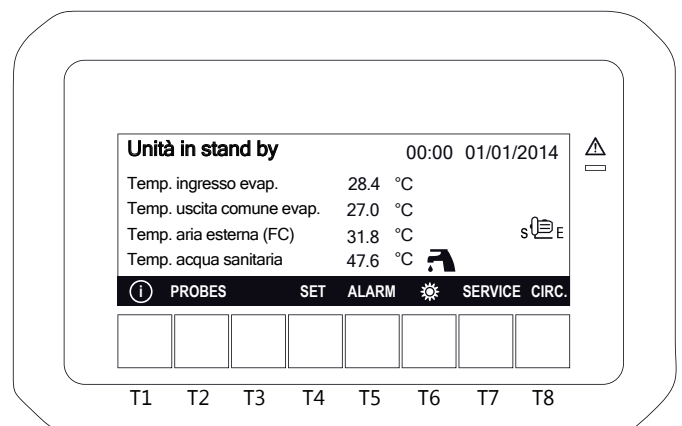 Unità in stand by 00:00 01/01/2014
Temp. ingresso evap. 28.4 °C
Temp. uscita comune evap. 27.0 °C
Temp. aria esterna (FC) 31.8 °C S E
Temp. acqua sanitaria 47.6 °C
i PROBES SET ALARM SERVICE CIRC.
T1 T2 T3 T4 T5 T6 T7 T8